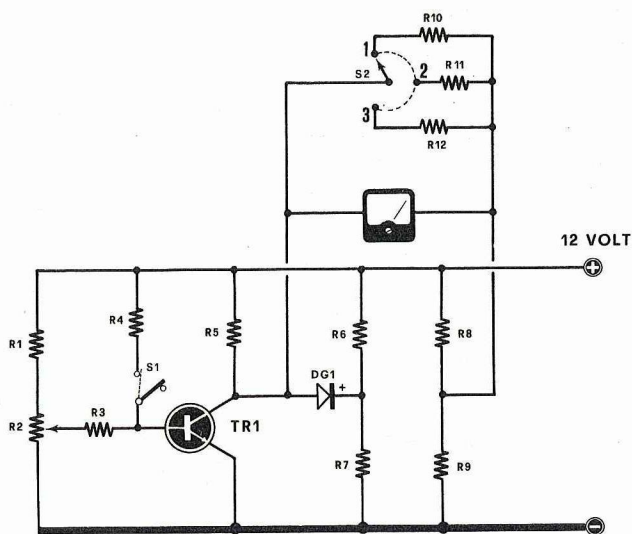 R10
1
S2
2
R11
3
R12
12 VOLT
+
R1
R4
R5
R6
R8
S1
DG1
+
R2
R3
TR1
R7
R9
-